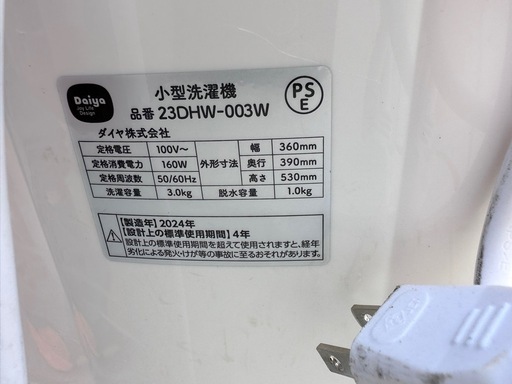 Daiya
Joy Life
Design
小型洗濯機
品番 23DHW-003W
PS
E
ダイヤ株式会社
定格電圧 100V～ 外形寸法 幅 360mm
定格消費電力 160W 奥行 390mm
定格周波数 50/60Hz 高さ 530mm
洗濯容量 3.0kg 脱水容量 1.0kg
【製造年】2024年
【設計上の標準使用期間】4年
設計上の標準使用期間を超えて使用されますと、経年
劣化による発火・けが等の事故に至るおそれがあります。